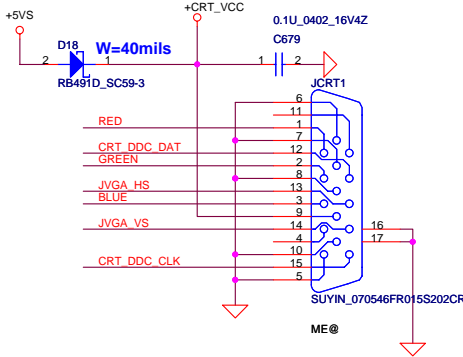 +5VS
+CRT_VCC
D18
W=40mils
2
1
RB491D_SC59-3
0.1U_0402_16V4Z
C679
1
2
JCRT1
6
11
RED
1
7
CRT_DDC_DAT
12
GREEN
2
8
JVGA_HS
13
BLUE
3
9
JVGA_VS
14
4
10
CRT_DDC_CLK
15
5
16
17
SUYIN_070546FR015S202CR
ME@